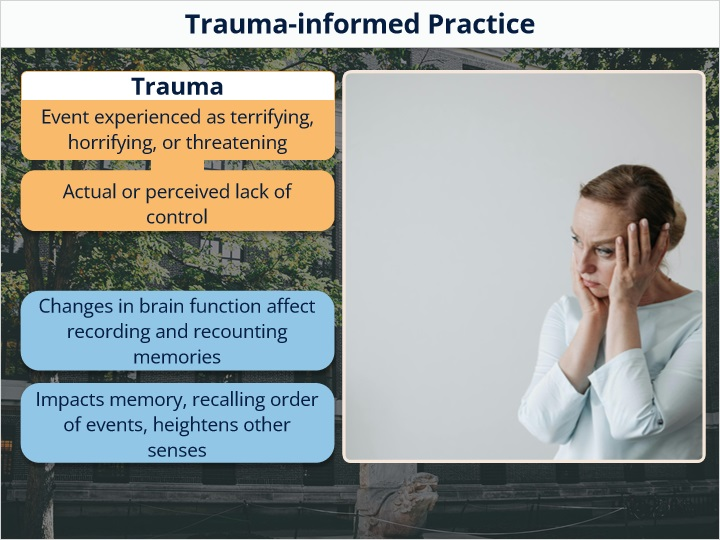 Trauma-informed Practice
Trauma
Event experienced as terrifying,
horrifying, or threatening
Actual or perceived lack of
control
Changes in brain function affect
recording and recounting
memories
Impacts memory, recalling order
of events, heightens other
senses